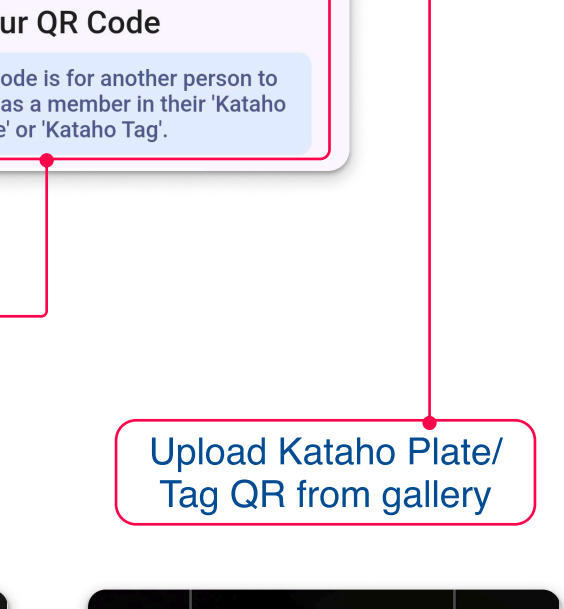 ur QR Code
ode is for another person to
as a member in their 'Kataho
e' or 'Kataho Tag'.
Upload Kataho Plate/
Tag QR from gallery